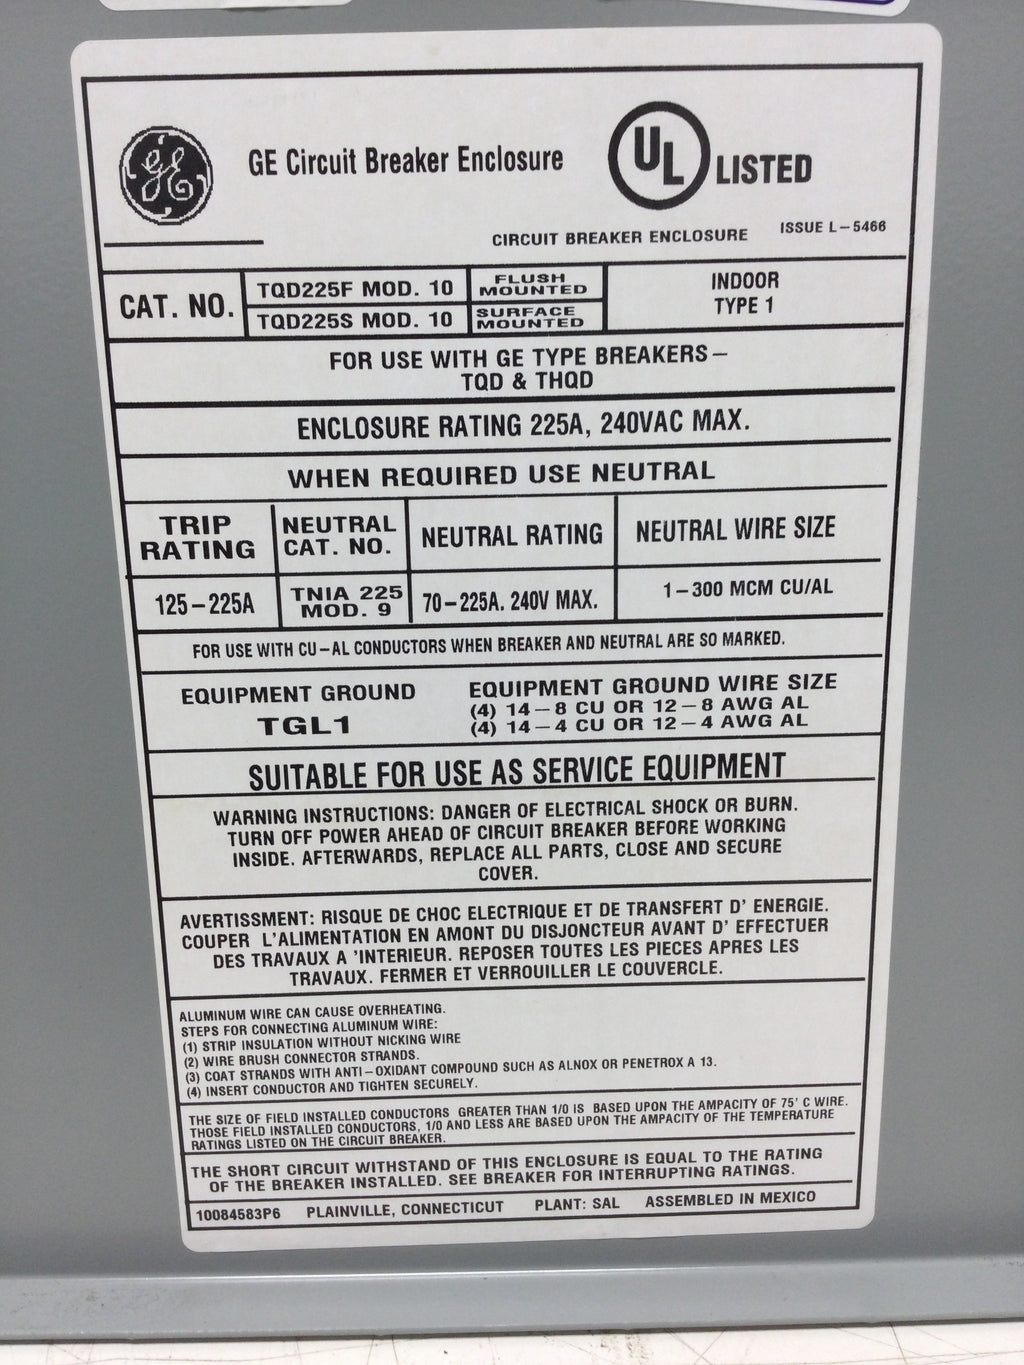 GE
GE Circuit Breaker Enclosure
UL LISTED
CIRCUIT BREAKER ENCLOSURE
ISSUE L-5466
CAT. NO.
TQD225F MOD. 10
FLUSH
MOUNTED
TQD225S MOD. 10
SURFACE
MOUNTED
INDOOR
TYPE 1
FOR USE WITH GE TYPE BREAKERS-
TQD & THQD
ENCLOSURE RATING 225A, 240VAC MAX.
WHEN REQUIRED USE NEUTRAL
TRIP
RATING
NEUTRAL
CAT. NO.
NEUTRAL RATING
NEUTRAL WIRE SIZE
125-225A
TNIA 225
MOD. 9
70-225A. 240V MAX.
1-300 MCM CU/AL
FOR USE WITH CU-AL CONDUCTORS WHEN BREAKER AND NEUTRAL ARE SO MARKED.
EQUIPMENT GROUND
TGL1
EQUIPMENT GROUND WIRE SIZE
(4) 14-8 CU OR 12-8 AWG AL
(4) 14-4 CU OR 12-4 AWG AL
SUITABLE FOR USE AS SERVICE EQUIPMENT
WARNING INSTRUCTIONS: DANGER OF ELECTRICAL SHOCK OR BURN.
TURN OFF POWER AHEAD OF CIRCUIT BREAKER BEFORE WORKING
INSIDE. AFTERWARDS, REPLACE ALL PARTS, CLOSE AND SECURE
COVER.
AVERTISSMENT: RISQUE DE CHOC ELECTRIQUE ET DE TRANSFERT D' ENERGIE.
COUPER L'ALIMENTATION EN AMONT DU DISJONCTEUR AVANT D' EFFECTUER
DES TRAVAUX A 'INTERIEUR. REPOSER TOUTES LES PIECES APRES LES
TRAVAUX. FERMER ET VERROUILLER LE COUVERCLE.
ALUMINUM WIRE CAN CAUSE OVERHEATING.
STEPS FOR CONNECTING ALUMINUM WIRE:
(1) STRIP INSULATION WITHOUT NICKING WIRE
(2) WIRE BRUSH CONNECTOR STRANDS.
(3) COAT STRANDS WITH ANTI-OXIDANT COMPOUND SUCH AS ALNOX OR PENETROX A 13.
(4) INSERT CONDUCTOR AND TIGHTEN SECURELY.
THE SIZE OF FIELD INSTALLED CONDUCTORS GREATER THAN 1/0 IS BASED UPON THE AMPACITY OF 75' C WIRE.
THOSE FIELD INSTALLED CONDUCTORS, 1/0 AND LESS ARE BASED UPON THE AMPACITY OF THE TEMPERATURE
RATINGS LISTED ON THE CIRCUIT BREAKER.
THE SHORT CIRCUIT WITHSTAND OF THIS ENCLOSURE IS EQUAL TO THE RATING
OF THE BREAKER INSTALLED. SEE BREAKER FOR INTERRUPTING RATINGS.
10084583P6 PLAINVILLE, CONNECTICUT PLANT: SAL ASSEMBLED IN MEXICO